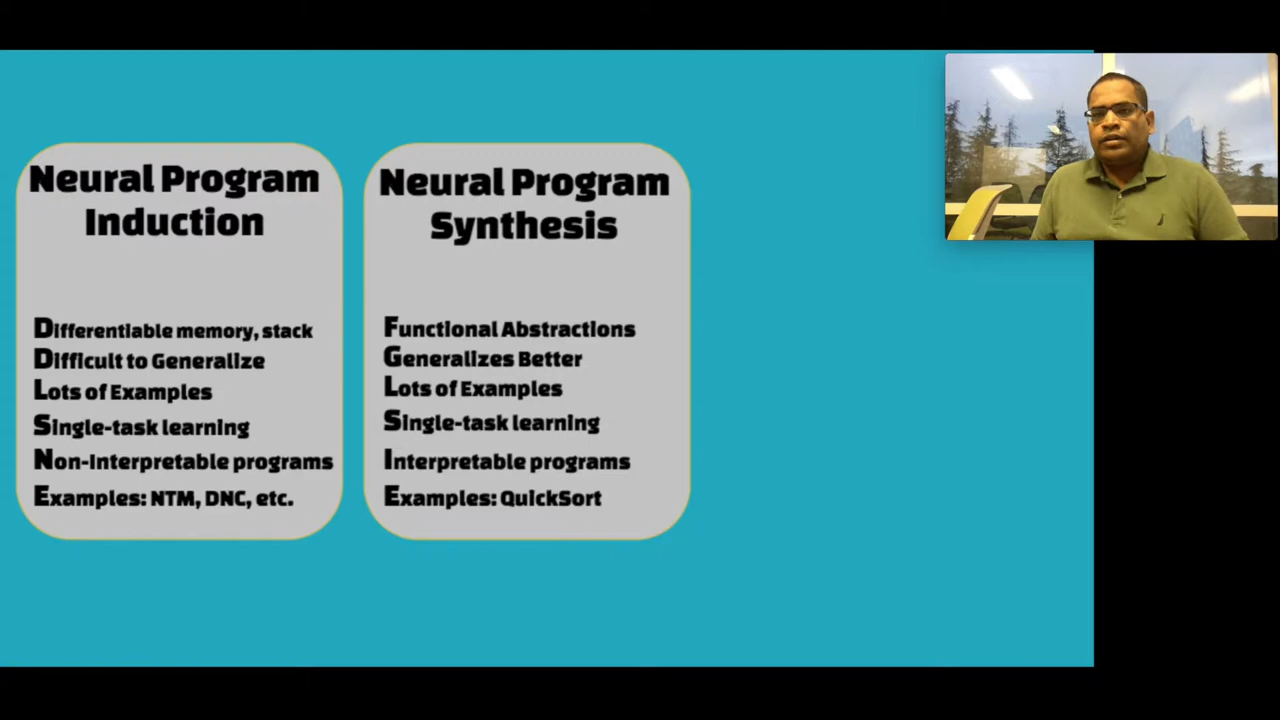 Neural Program
Induction
Differentiable memory, stack
Difficult to Generalize
Lots of Examples
Single-task learning
Non-Interpretable programs
Examples: NTM, DNC, etc.
Neural Program
Synthesis
Functional Abstractions
Generalizes Better
Lots of Examples
Single-task learning
Interpretable programs
Examples: QuickSort